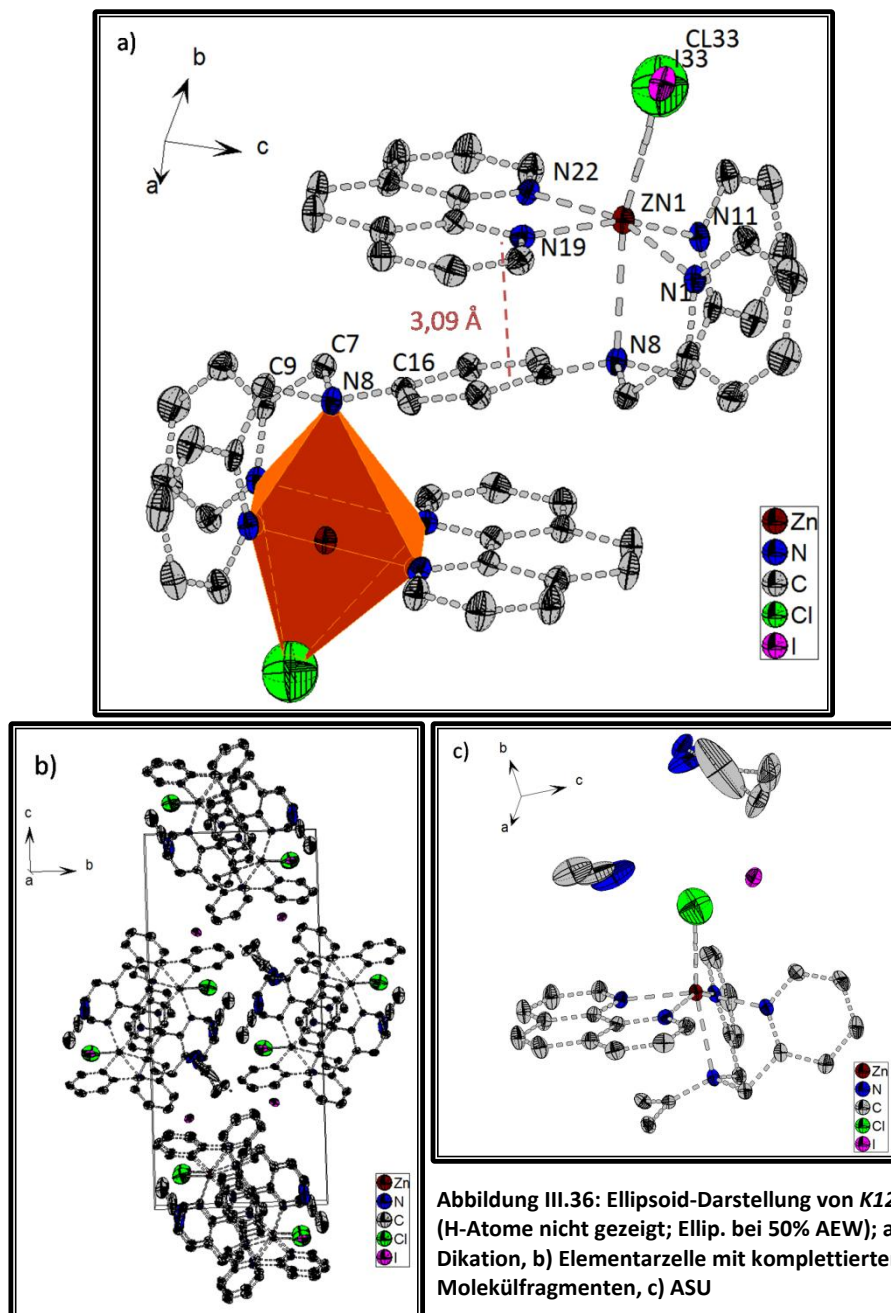 a)
b
c
a
CL33
I33
N22
ZN1
N11
N19
N1
3,09 Å
C7
N8
C9
C16
N8
Zn
N
C
Cl
I
b)
c
b
a
Zn
N
C
Cl
I
c)
b
c
a
Zn
N
C
Cl
I
Abbildung III.36: Ellipsoid-Darstellung von K12
(H-Atome nicht gezeigt; Ellip. bei 50% AEW); a
Dikation, b) Elementarzelle mit komplettierte
Molekülfragmenten, c) ASU